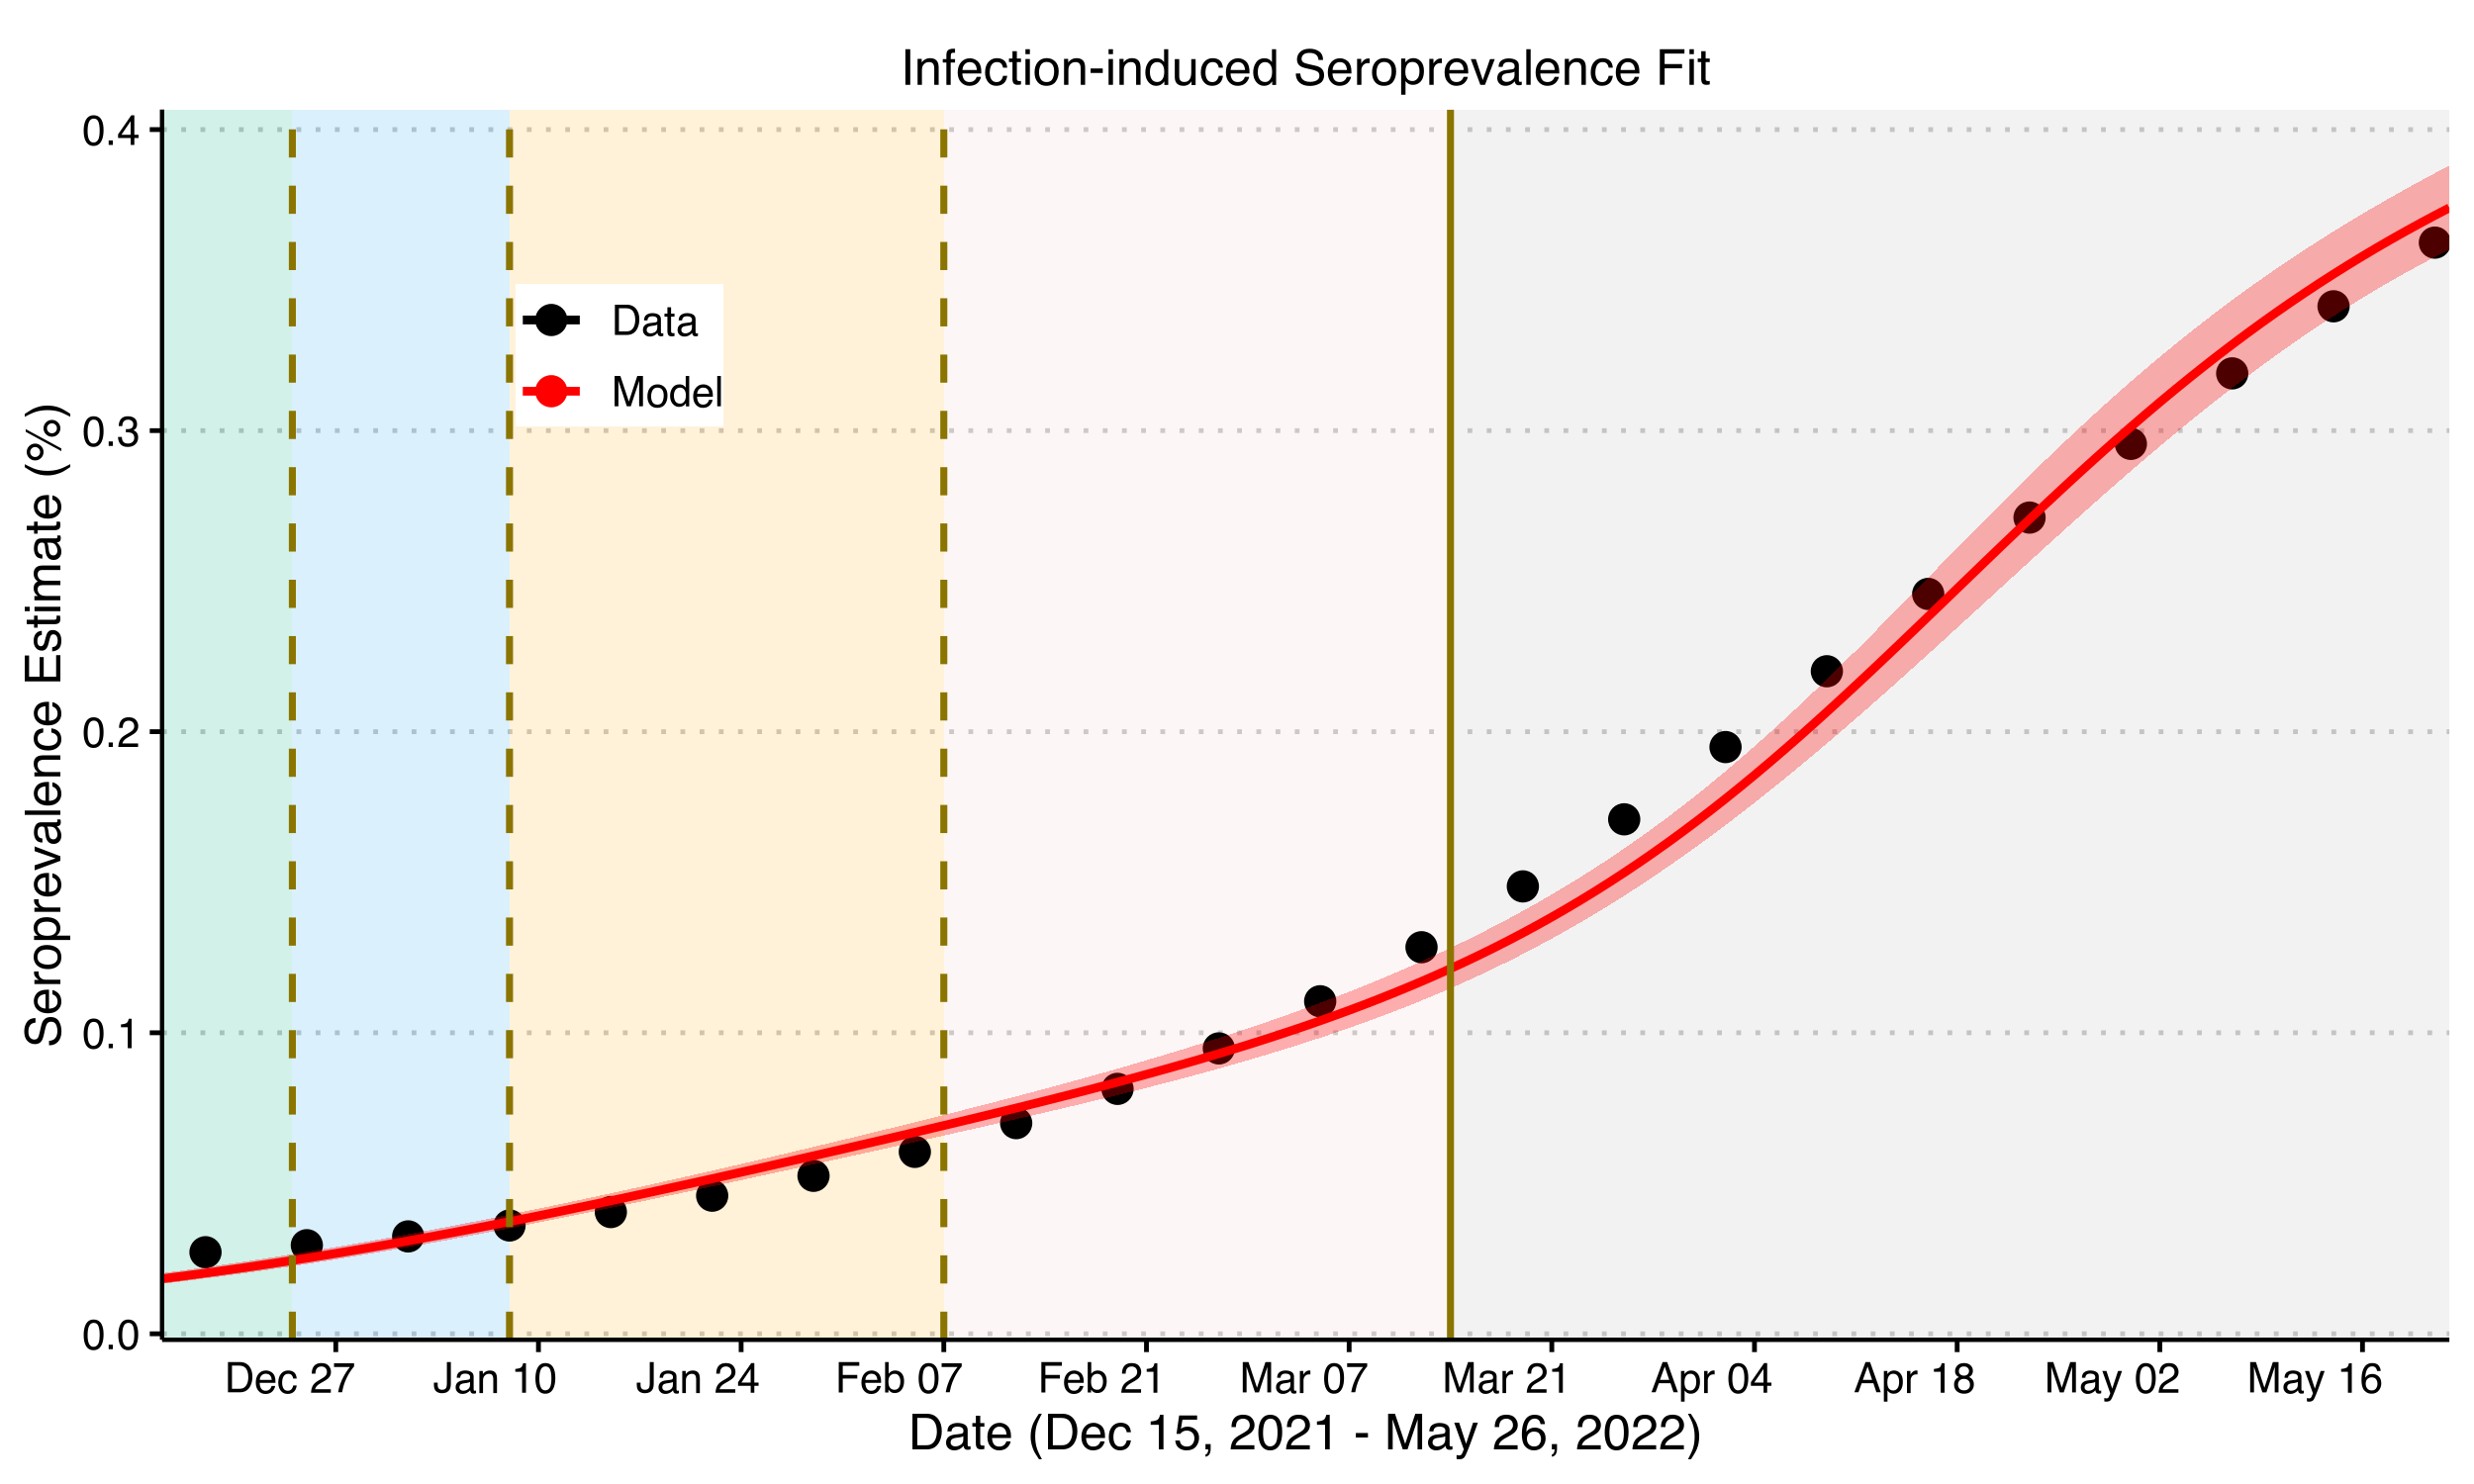 Infection-induced Seroprevalence Fit
Seroprevalence Estimate (%)
0.4
0.3
0.2
0.1
0.0
Data
Model
Dec 27 Jan 10 Jan 24 Feb 07 Feb 21 Mar 07 Mar 21 Apr 04 Apr 18 May 02 May 16
Date (Dec 15, 2021 - May 26, 2022)